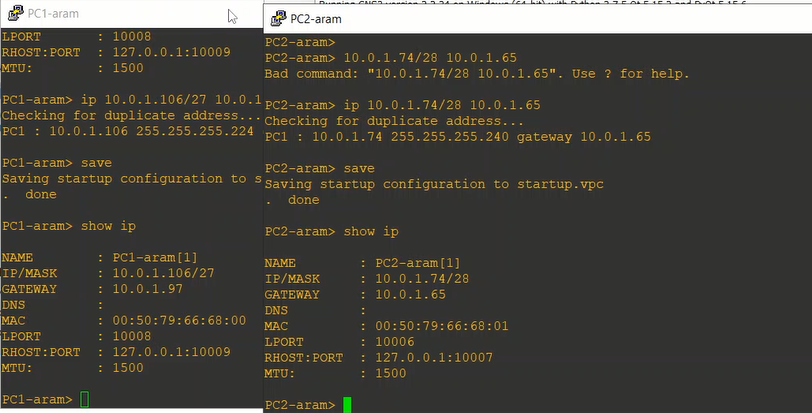 Running GNS3 version 2.2.34 on Windows (64-bit) with Python 3.7.5 Qt 5.15.2 and PyQt 5.15.6
PC1-aram
LPORT : 10008
RHOST:PORT : 127.0.0.1:10009
MTU: : 1500
PC1-aram> ip 10.0.1.106/27 10.0.1
Checking for duplicate address...
PC1 : 10.0.1.106 255.255.255.224
PC1-aram> save
Saving startup configuration to s
. done
PC1-aram> show ip
NAME : PC1-aram[1]
IP/MASK : 10.0.1.106/27
GATEWAY : 10.0.1.97
DNS :
MAC : 00:50:79:66:68:00
LPORT : 10008
RHOST:PORT : 127.0.0.1:10009
MTU: : 1500
PC1-aram>
PC2-aram
PC2-aram>
PC2-aram> 10.0.1.74/28 10.0.1.65
Bad command: "10.0.1.74/28 10.0.1.65". Use ? for help.
PC2-aram> ip 10.0.1.74/28 10.0.1.65
Checking for duplicate address...
PC1 : 10.0.1.74 255.255.255.240 gateway 10.0.1.65
PC2-aram> save
Saving startup configuration to startup.vpc
. done
PC2-aram> show ip
NAME : PC2-aram[1]
IP/MASK : 10.0.1.74/28
GATEWAY : 10.0.1.65
DNS :
MAC : 00:50:79:66:68:01
LPORT : 10006
RHOST:PORT : 127.0.0.1:10007
MTU: : 1500
PC2-aram>